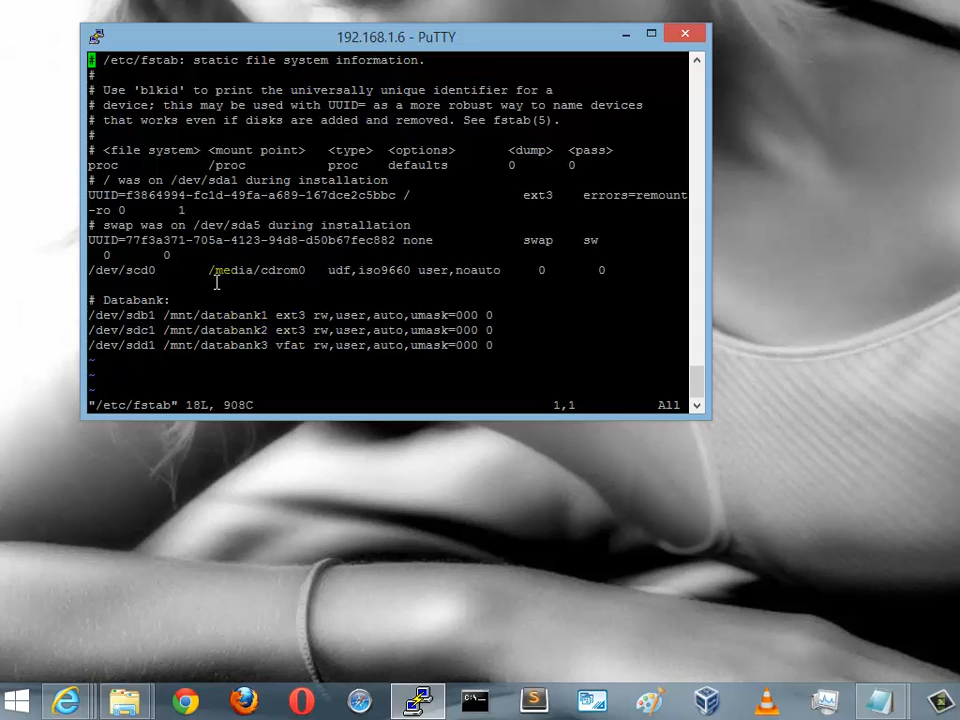 192.168.1.6 - PuTTY
# /etc/fstab: static file system information.
#
# Use 'blkid' to print the universally unique identifier for a
# device; this may be used with UUID= as a more robust way to name devices
# that works even if disks are added and removed. See fstab(5).
#
# <file system> <mount point>   <type>  <options>       <dump>  <pass>
proc            /proc           proc    defaults        0       0
# / was on /dev/sda1 during installation
UUID=f3864994-fc1d-49fa-a689-167dce2c5bbc /               ext3    errors=remount
-ro 0       1
# swap was on /dev/sda5 during installation
UUID=77f3a371-705a-4123-94d8-d50b67fec882 none            swap    sw
  0       0
/dev/scd0       /media/cdrom0   udf,iso9660 user,noauto     0       0
# Databank:
/dev/sdb1 /mnt/databank1 ext3 rw,user,auto,umask=000 0
/dev/sdc1 /mnt/databank2 ext3 rw,user,auto,umask=000 0
/dev/sdd1 /mnt/databank3 vfat rw,user,auto,umask=000 0
~
~
~
"/etc/fstab" 18L, 908C                                        1,1           All